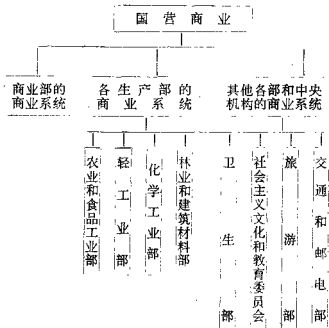 国营商业
商业部的
商业系统
各生产部的
商业系统
其他各部和中央
机构的商业系统
农业和食品工业部
轻工业部
化学工业部
林业和建筑材料部
卫生部
社会主义文化和教育委员会
旅游部
交通和邮电部